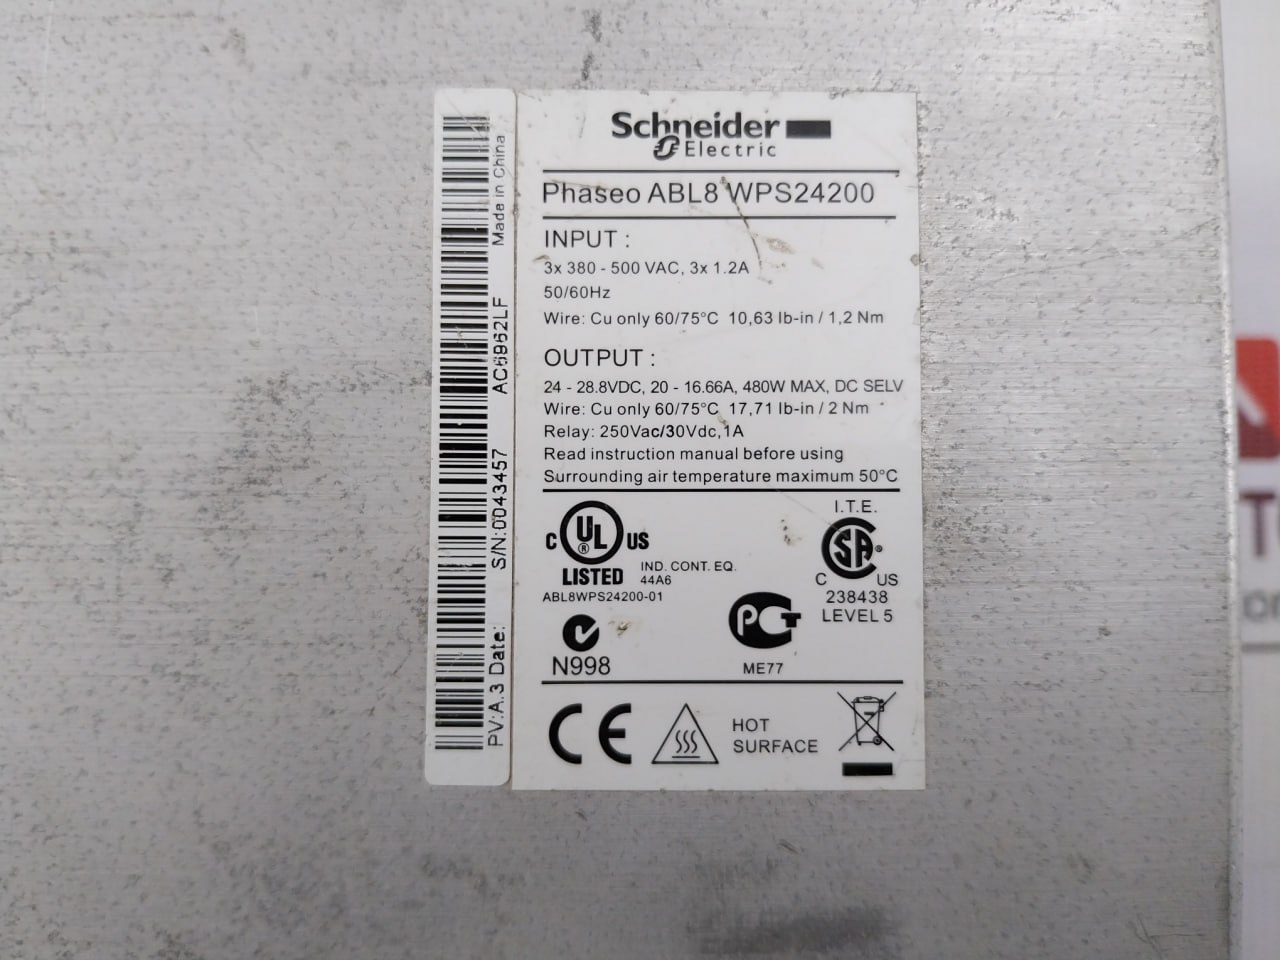 Schneider
Electric
Phaseo ABL8 WPS24200
INPUT :
3x 380 - 500 VAC, 3x 1.2A
50/60Hz
Wire: Cu only 60/75°C 10,63 lb-in / 1,2 Nm
OUTPUT :
24 - 28.8VDC, 20 - 16.66A, 480W MAX, DC SELV
Wire: Cu only 60/75°C 17,71 lb-in / 2 Nm
Relay: 250Vac/30Vdc,1A
Read instruction manual before using
Surrounding air temperature maximum 50°C
C UL US
®
LISTED
IND. CONT. EQ.
44A6
ABL8WPS24200-01
I.T.E.
SA ®
C US
238438
LEVEL 5
N998
PCT
ME77
CE
HOT
SURFACE
PV:A.3 Date: S/N:0043457 AC6962LF Made in China